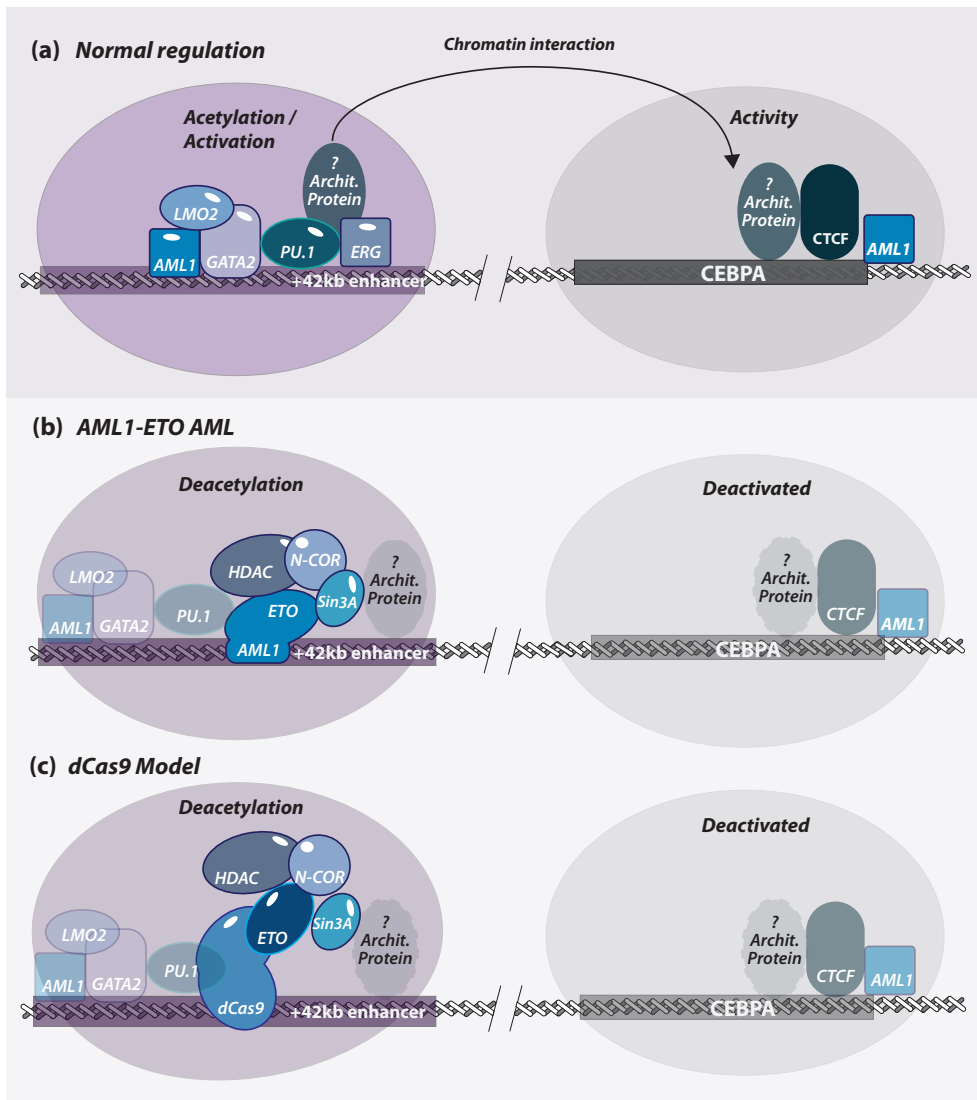 (a) Normal regulation
Chromatin interaction
Acetylation /
Activation
Activity
?
Archit.
Protein
LMO2
AML1
GATA2
PU.1
ERG
+42kb enhancer
?
Archit.
Protein
CTCF
AML1
CEBPA
(b) AML1-ETO AML
Deacetylation
Deactivated
LMO2
AML1
GATA2
PU.1
HDAC
N-COR
Sin3A
ETO
AML1
?
Archit.
Protein
+42kb enhancer
?
Archit.
Protein
CTCF
AML1
CEBPA
(c) dCas9 Model
Deacetylation
Deactivated
LMO2
AML1
GATA2
PU.1
HDAC
N-COR
Sin3A
ETO
dCas9
?
Archit.
Protein
+42kb enhancer
?
Archit.
Protein
CTCF
AML1
CEBPA